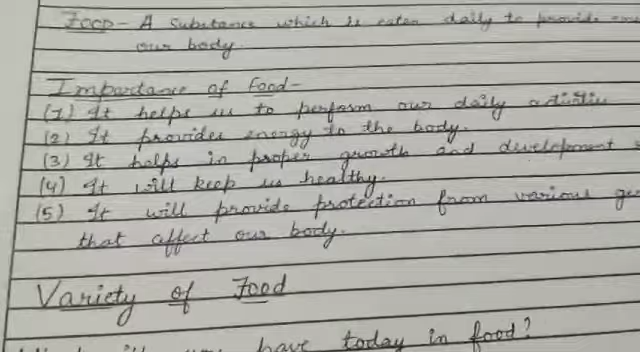 Food - A Substance which is eaten daily to provide
our body
Importance of Food-
(1) It helps us to perform our daily activities
(2) It provides energy to the body.
(3) It helps in proper growth and development
(4) It will keep us healthy.
(5) It will provide protection from various
that affect our body.
Variety of Food
have today in food?